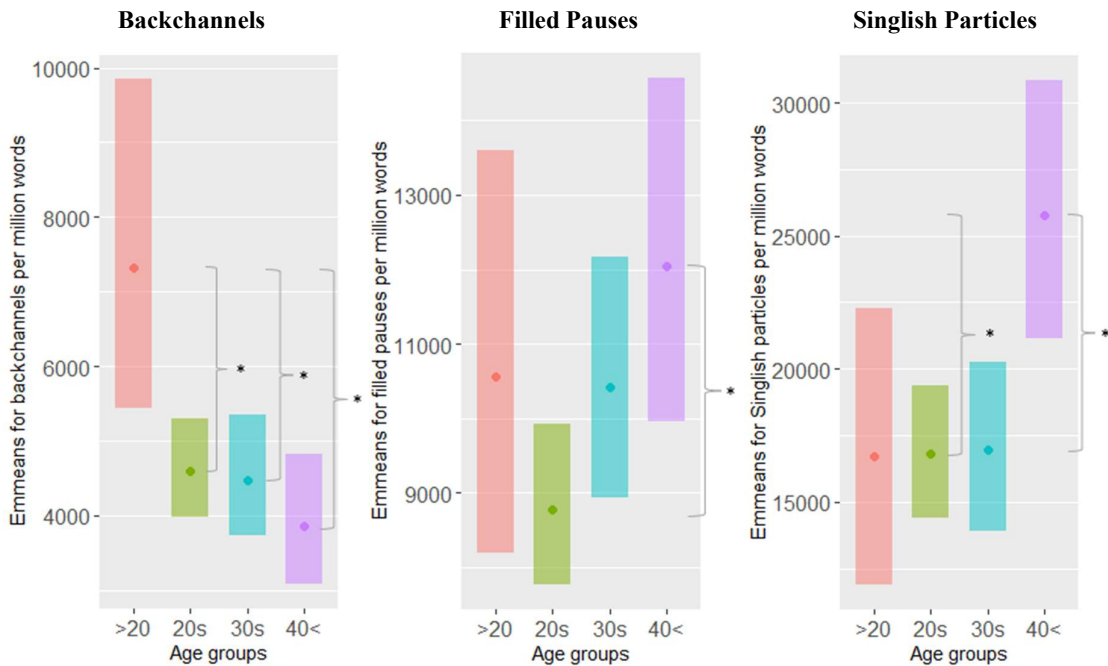 Backchannels
Emmeans for backchannels per million words
10000
8000
6000
4000
*
*
*
>20 20s 30s 40<
Age groups
Filled Pauses
Emmeans for filled pauses per million words
13000
11000
9000
*
>20 20s 30s 40<
Age groups
Singlish Particles
Emmeans for Singlish particles per million words
30000
25000
20000
15000
*
*
>20 20s 30s 40<
Age groups